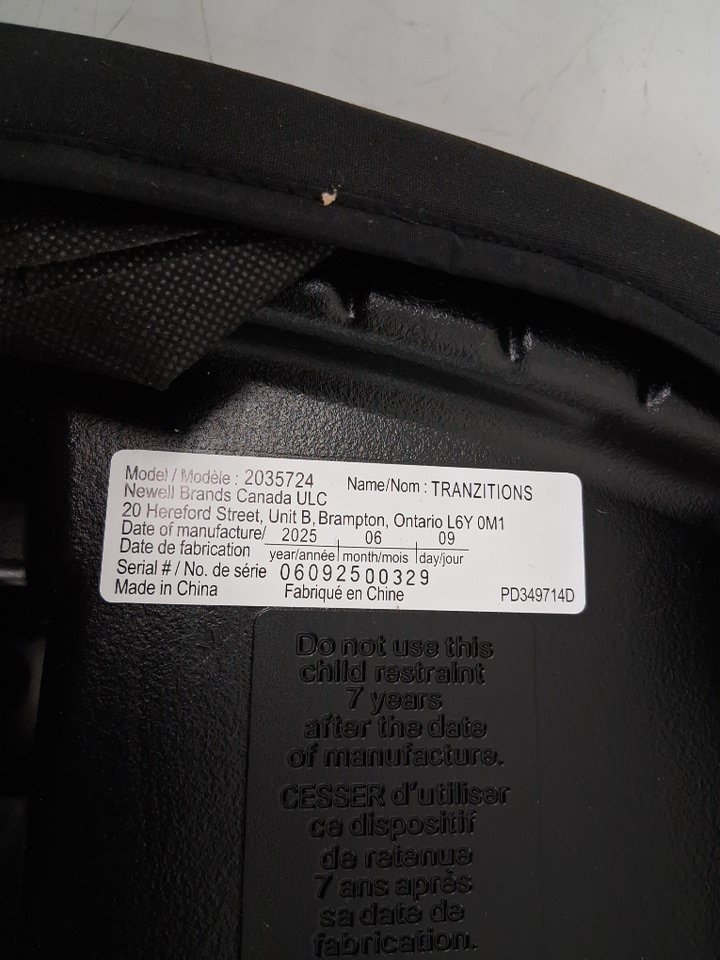 Model / Modèle : 2035724 Name/Nom : TRANZITIONS
Newell Brands Canada ULC
20 Hereford Street, Unit B, Brampton, Ontario L6Y 0M1
Date of manufacture/ 2025 06 09
Date de fabrication year/année month/mois day/jour
Serial # / No. de série 06092500329
Made in China Fabriqué en Chine PD349714D
Do not use this
child restraint
7 years
after the date
of manufacture.
CESSER d'utiliser
ce dispositif
de retenue
7 ans après
sa date de
fabrication.